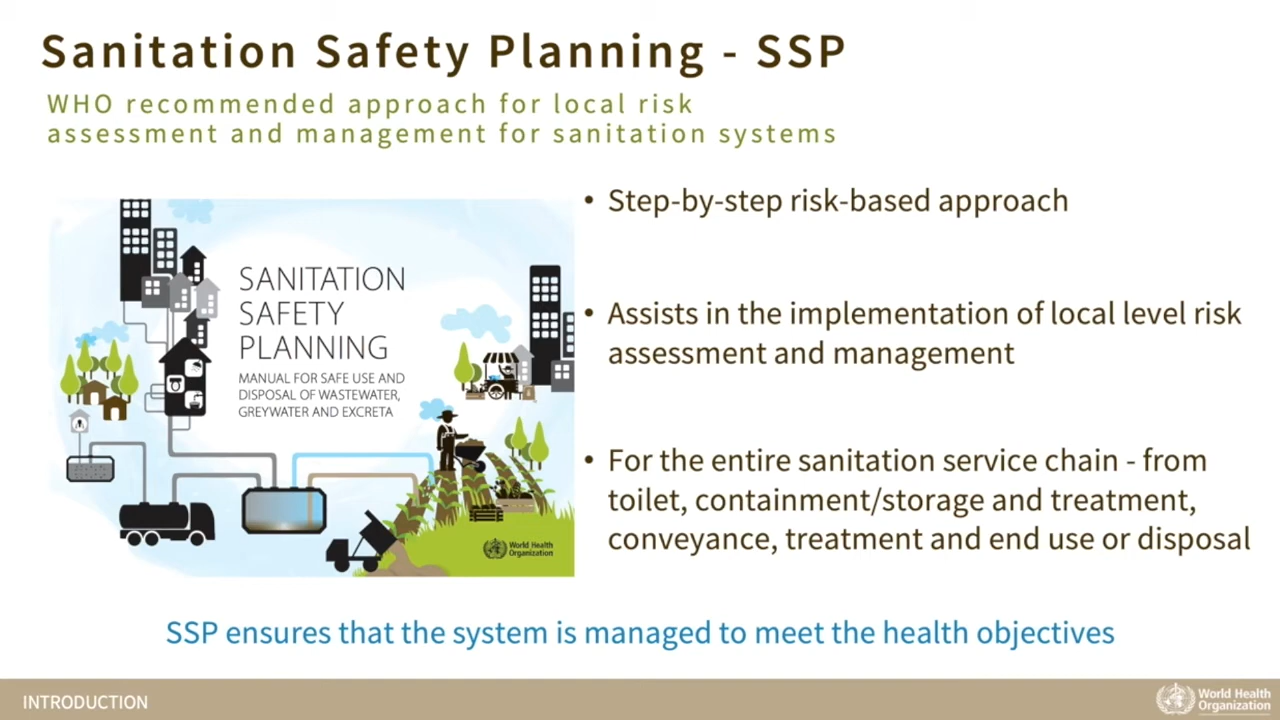 Sanitation Safety Planning - SSP
WHO recommended approach for local risk
assessment and management for sanitation systems
SANITATION
SAFETY
PLANNING
MANUAL FOR SAFE USE AND
DISPOSAL OF WASTEWATER,
GREYWATER AND EXCRETA
World Health
Organization
• Step-by-step risk-based approach
• Assists in the implementation of local level risk
assessment and management
• For the entire sanitation service chain - from
toilet, containment/storage and treatment,
conveyance, treatment and end use or disposal
SSP ensures that the system is managed to meet the health objectives
INTRODUCTION
World Health
Organization